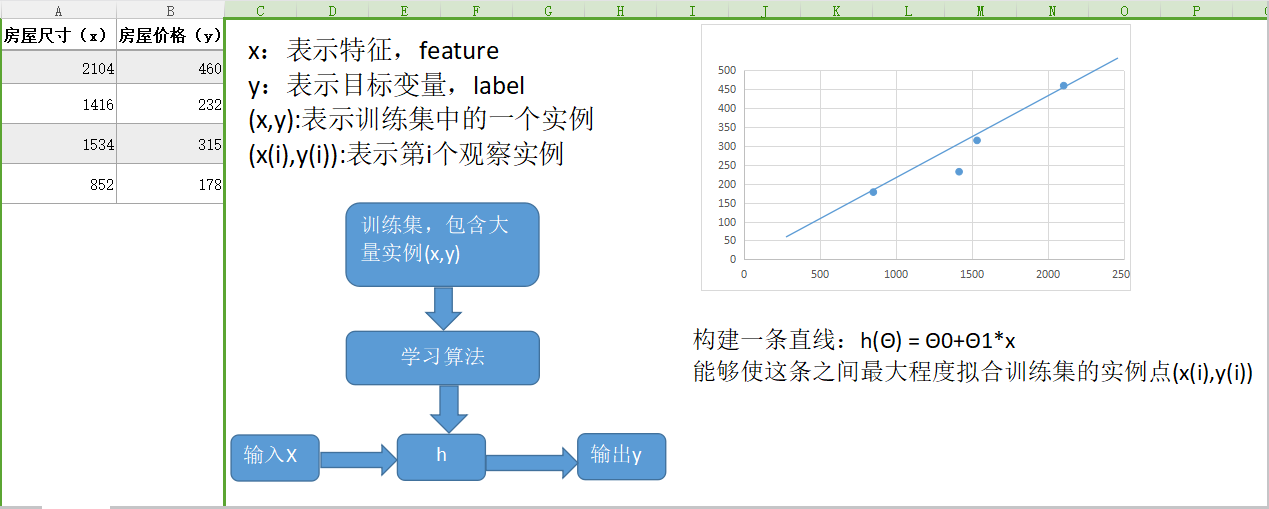 A B C D E F G H I J K L M N O P
房屋尺寸（x） 房屋价格（y）
2104 460
1416 232
1534 315
852 178
x：表示特征，feature
y：表示目标变量，label
(x,y):表示训练集中的一个实例
(x(i),y(i)):表示第i个观察实例
训练集，包含大
量实例(x,y)
学习算法
输入X
h
输出y
500
450
400
350
300
250
200
150
100
50
0
0 500 1000 1500 2000 250
构建一条直线：h(Θ) = Θ0+Θ1*x
能够使这条之间最大程度拟合训练集的实例点(x(i),y(i))